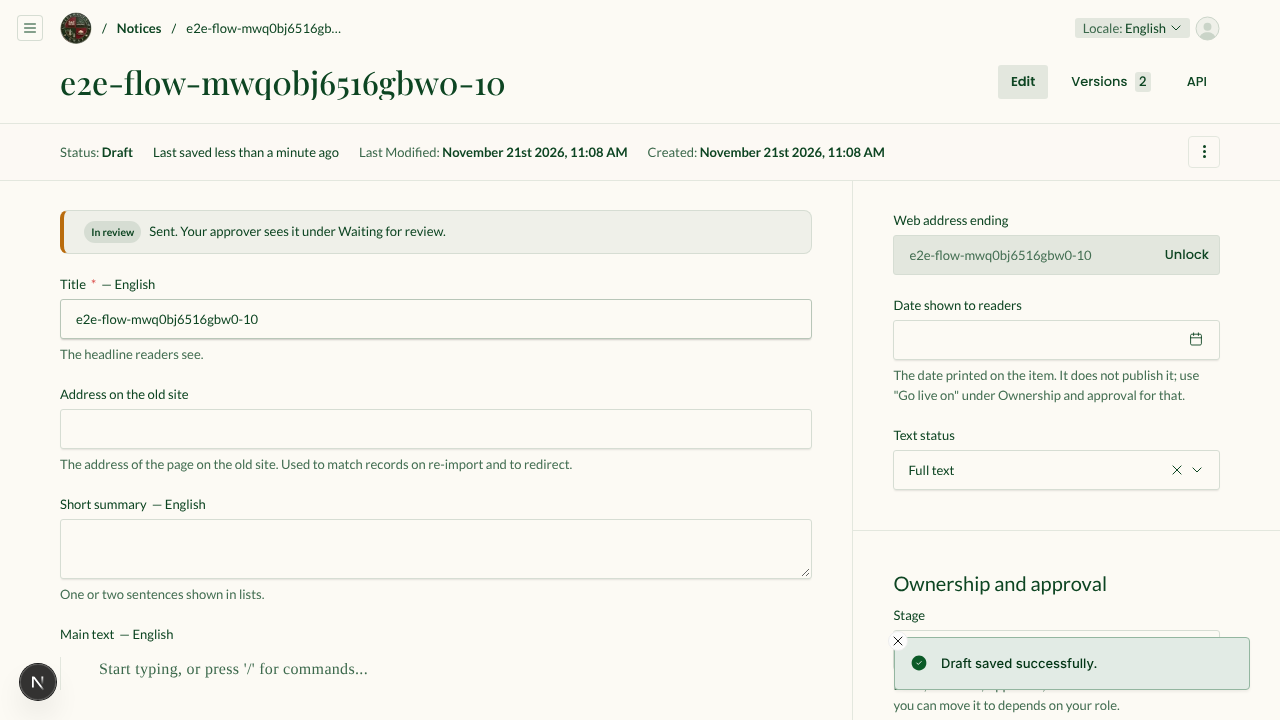 / Notices / e2e-flow-mwq0bj6516gb...
Locale: English
e2e-flow-mwq0bj6516gbw0-10
Edit
Versions 2
API
Status: Draft
Last saved less than a minute ago
Last Modified: November 21st 2026, 11:08 AM
Created: November 21st 2026, 11:08 AM
In review Sent. Your approver sees it under Waiting for review.
Title * — English
e2e-flow-mwq0bj6516gbw0-10
The headline readers see.
Address on the old site
The address of the page on the old site. Used to match records on re-import and to redirect.
Short summary — English
One or two sentences shown in lists.
Main text — English
Start typing, or press '/' for commands...
N
Web address ending
e2e-flow-mwq0bj6516gbw0-10
Unlock
Date shown to readers
The date printed on the item. It does not publish it; use
"Go live on" under Ownership and approval for that.
Text status
Full text
Ownership and approval
Stage
Draft saved successfully.
you can move it to depends on your role.